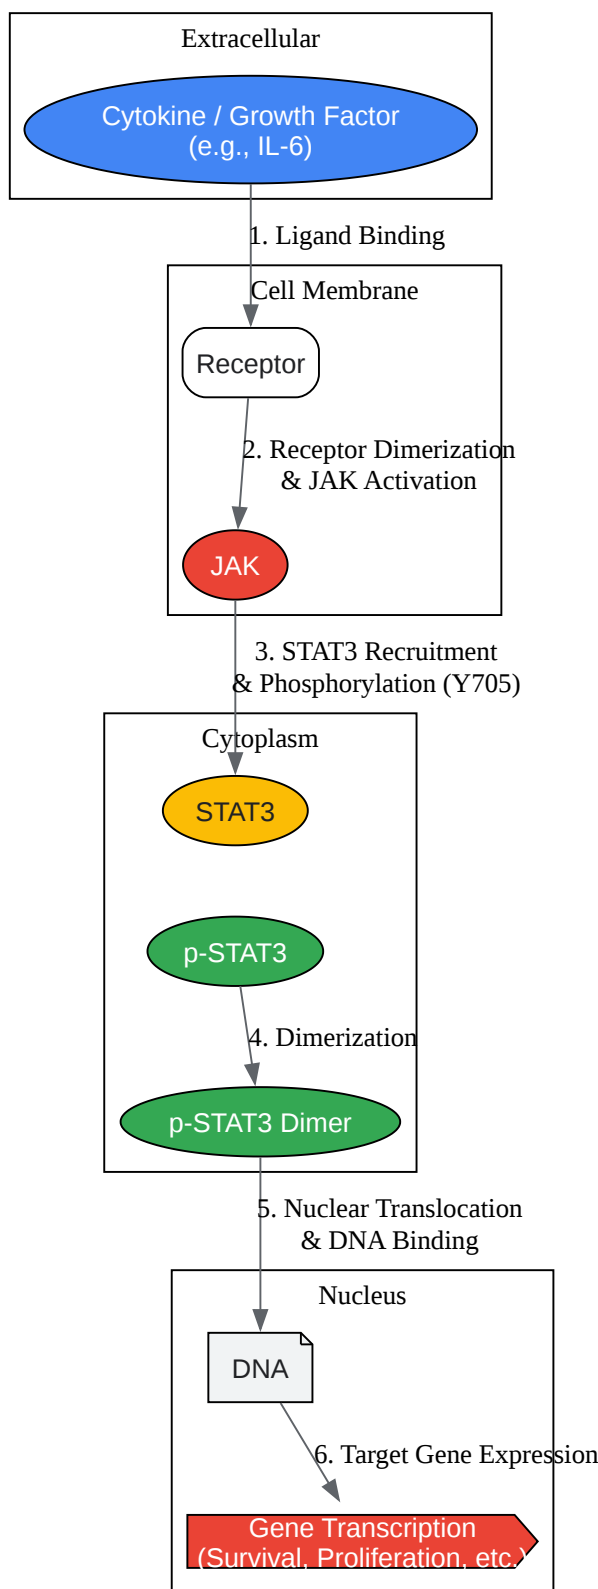 Extracellular
Cytokine / Growth Factor
(e.g., IL-6)
1. Ligand Binding
Cell Membrane
Receptor
2. Receptor Dimerization
& JAK Activation
JAK
3. STAT3 Recruitment
& Phosphorylation (Y705)
Cytoplasm
STAT3
p-STAT3
4. Dimerization
p-STAT3 Dimer
5. Nuclear Translocation
& DNA Binding
Nucleus
DNA
6. Target Gene Expression
Gene Transcription
(Survival, Proliferation, etc.)